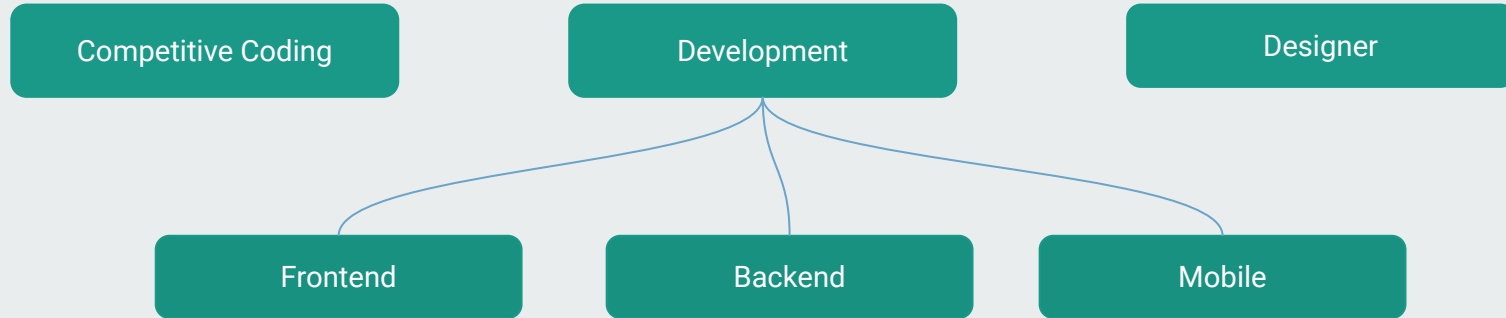 Competitive Coding
Development
Designer
Frontend
Backend
Mobile